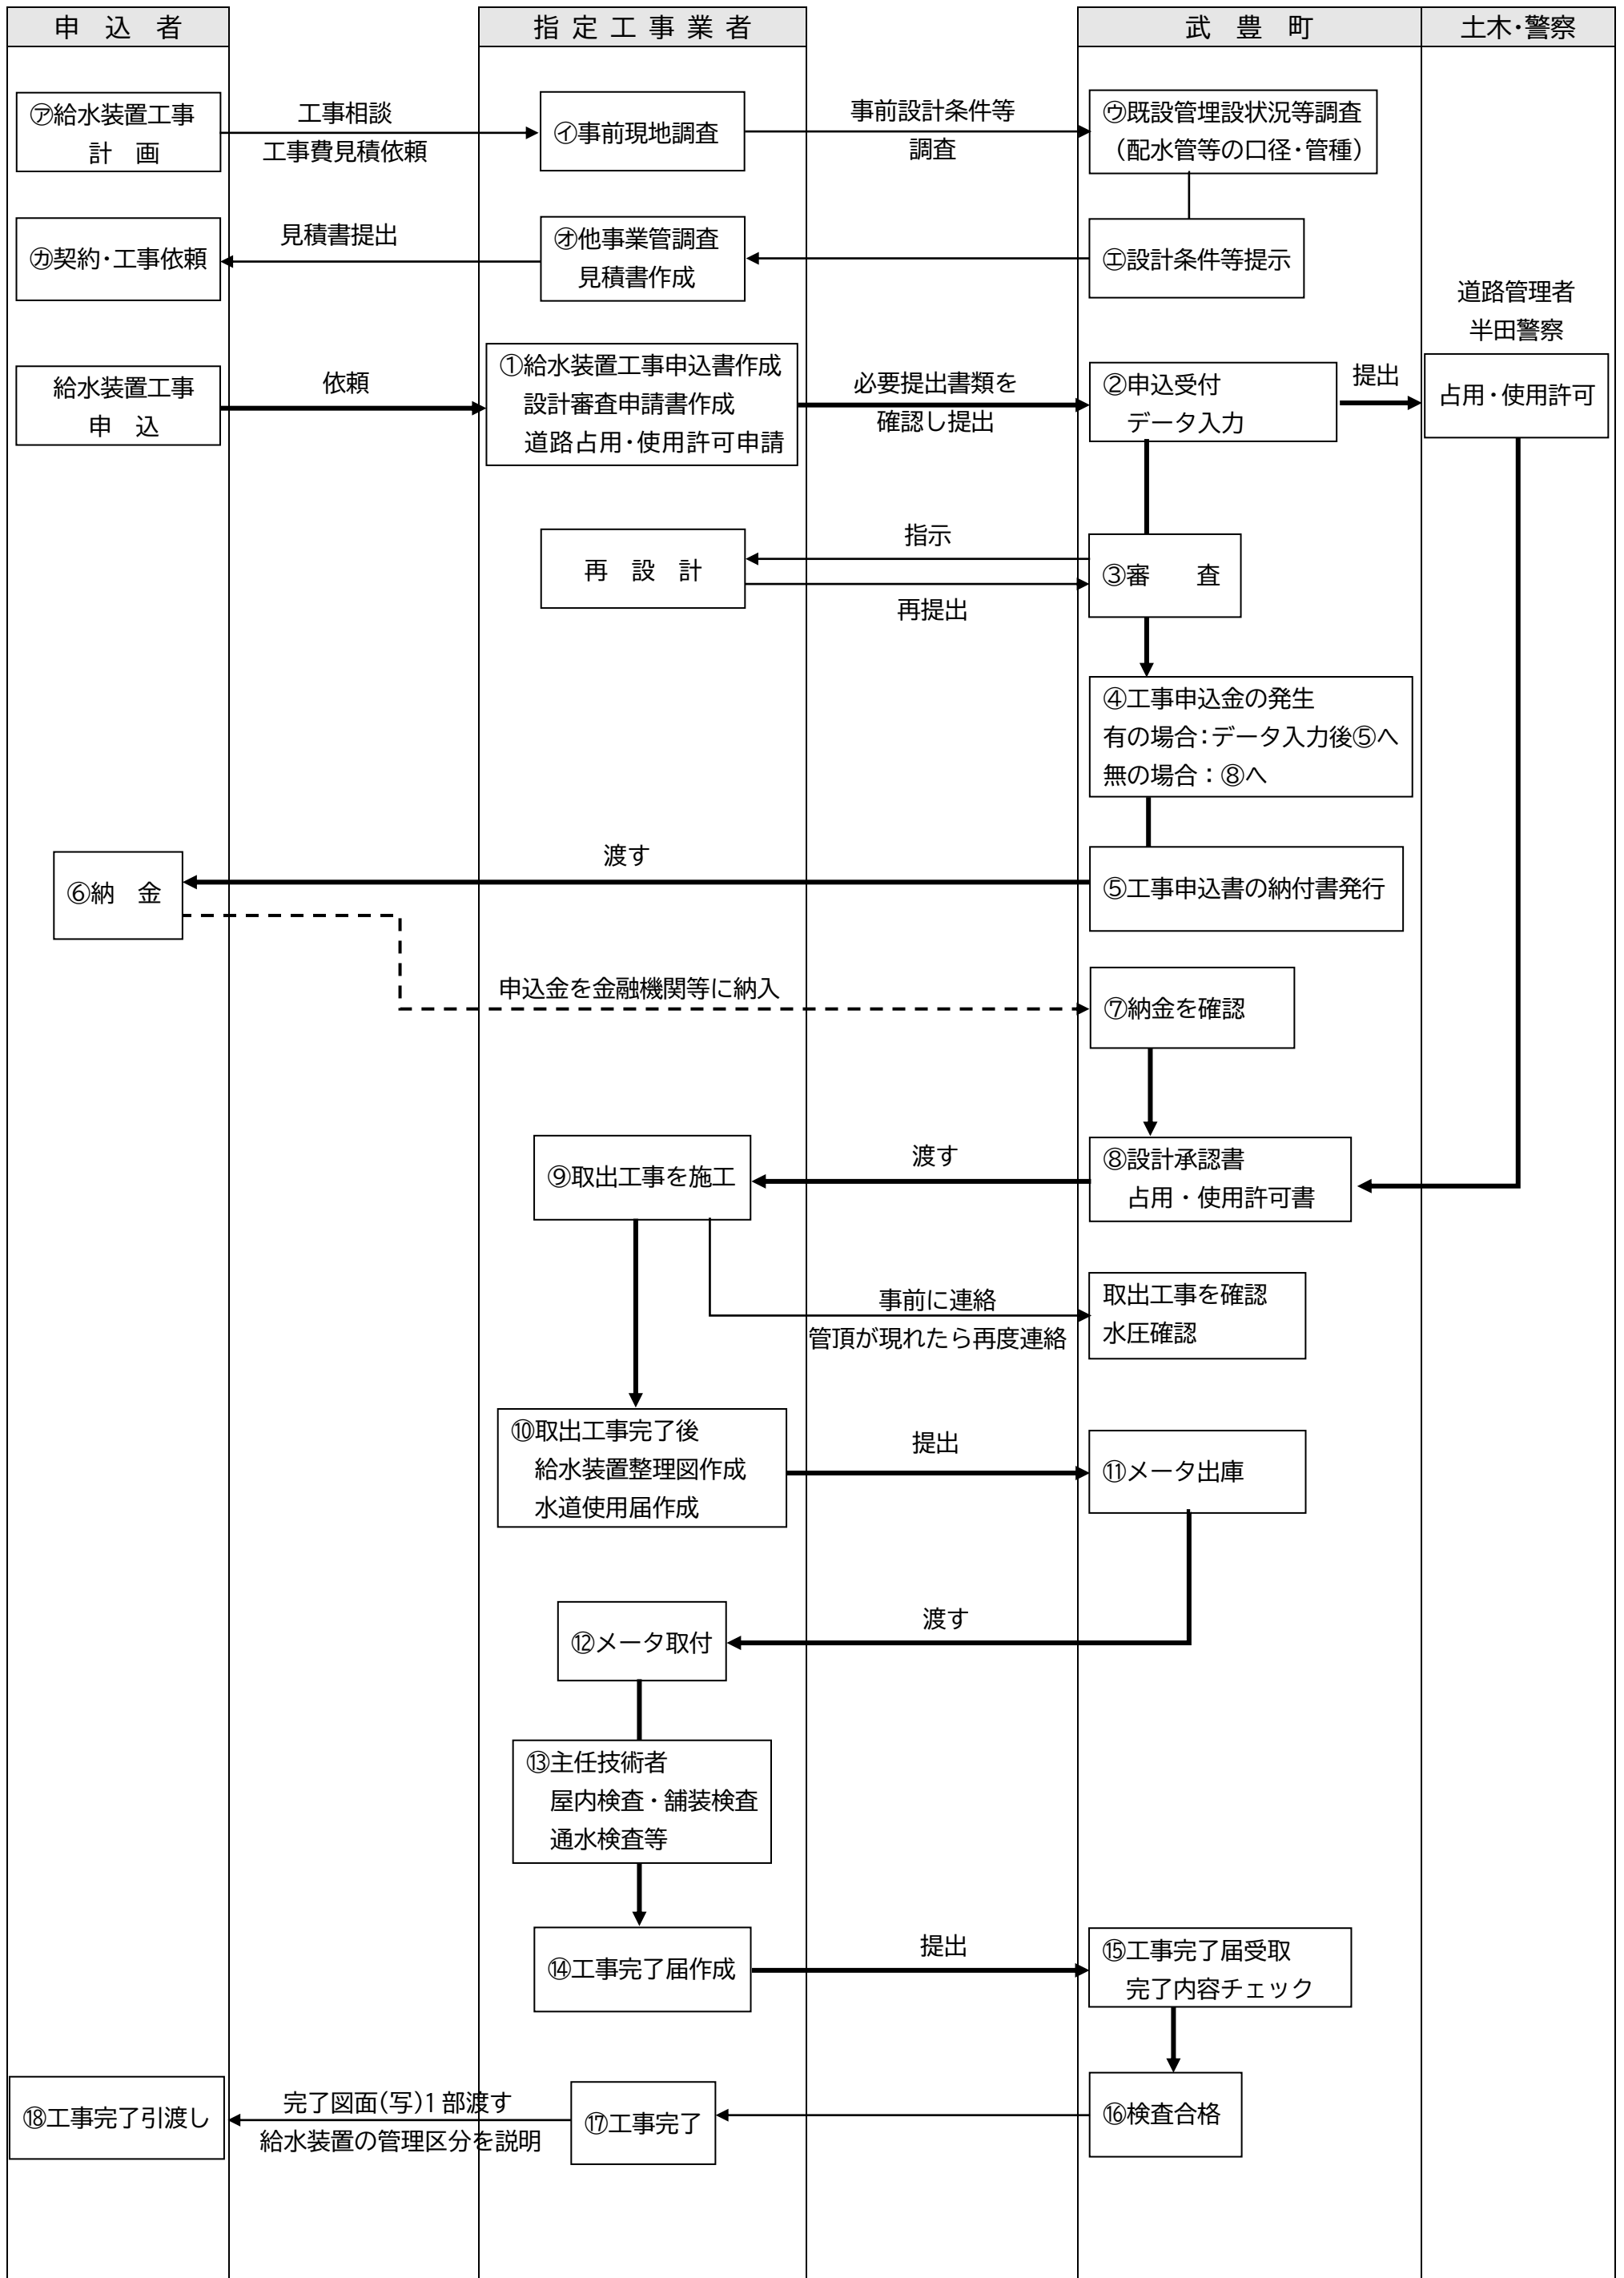 申　込　者
指 定 工 事 業 者
武　豊　町
土木･警察
㋐給水装置工事
計　画
工事相談
工事費見積依頼
㋑事前現地調査
事前設計条件等
調査
㋒既設管埋設状況等調査
（配水管等の口径･管種）
㋕契約･工事依頼
見積書提出
㋔他事業管調査
見積書作成
㋓設計条件等提示
道路管理者
半田警察
給水装置工事
申　込
依頼
①給水装置工事申込書作成
設計審査申請書作成
道路占用･使用許可申請
必要提出書類を
確認し提出
②申込受付
データ入力
提出
占用･使用許可
再　設　計
指示
再提出
③審　　査
④工事申込金の発生
有の場合：データ入力後⑤へ
無の場合：⑧へ
⑥納　金
渡す
⑤工事申込書の納付書発行
申込金を金融機関等に納入
⑦納金を確認
⑨取出工事を施工
渡す
⑧設計承認書
占用・使用許可書
事前に連絡
管頂が現れたら再度連絡
取出工事を確認
水圧確認
⑩取出工事完了後
給水装置整理図作成
水道使用届作成
提出
⑪メータ出庫
⑫メータ取付
渡す
⑬主任技術者
屋内検査・舗装検査
通水検査等
⑭工事完了届作成
提出
⑮工事完了届受取
完了内容チェック
⑱工事完了引渡し
完了図面(写)1 部渡す
給水装置の管理区分を説明
⑰工事完了
⑯検査合格